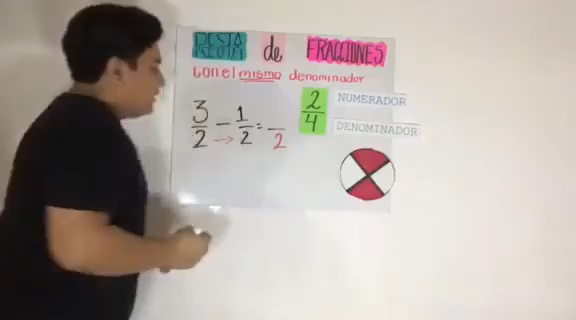 RESTA de FRACCIONES
con el mismo denominador
3/2 - 1/2 = _/2
2/4
NUMERADOR
DENOMINADOR